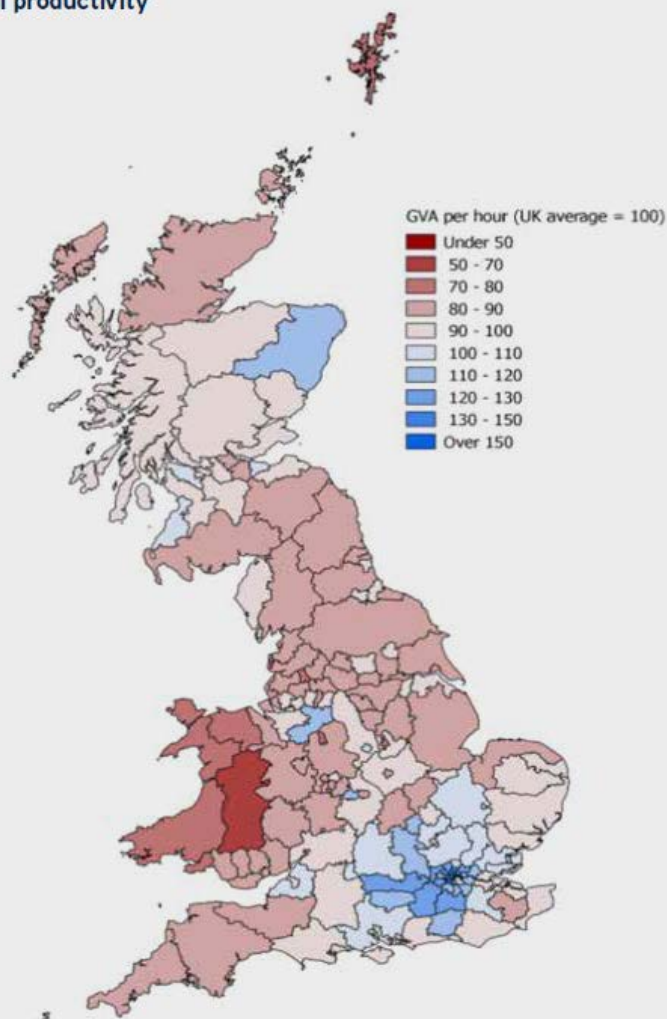 productivity
GVA per hour (UK average = 100)
Under 50
50 - 70
70 - 80
80 - 90
90 - 100
100 - 110
110 - 120
120 - 130
130 - 150
Over 150